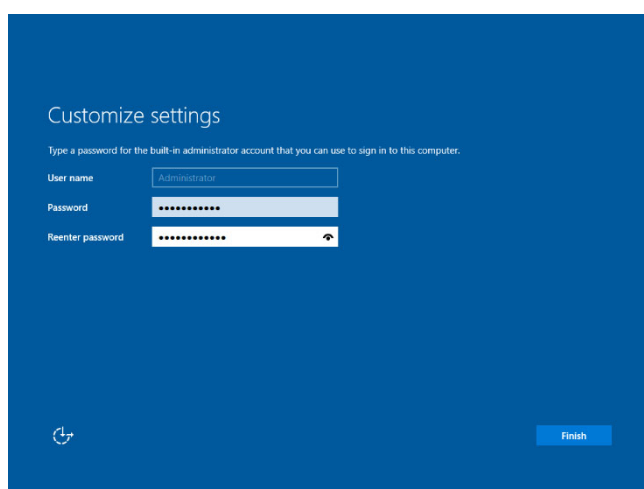 Customize settings
Type a password for the built-in administrator account that you can use to sign in to this computer.
User name Administrator
Password •••••••••••
Reenter password ••••••••••••
Finish